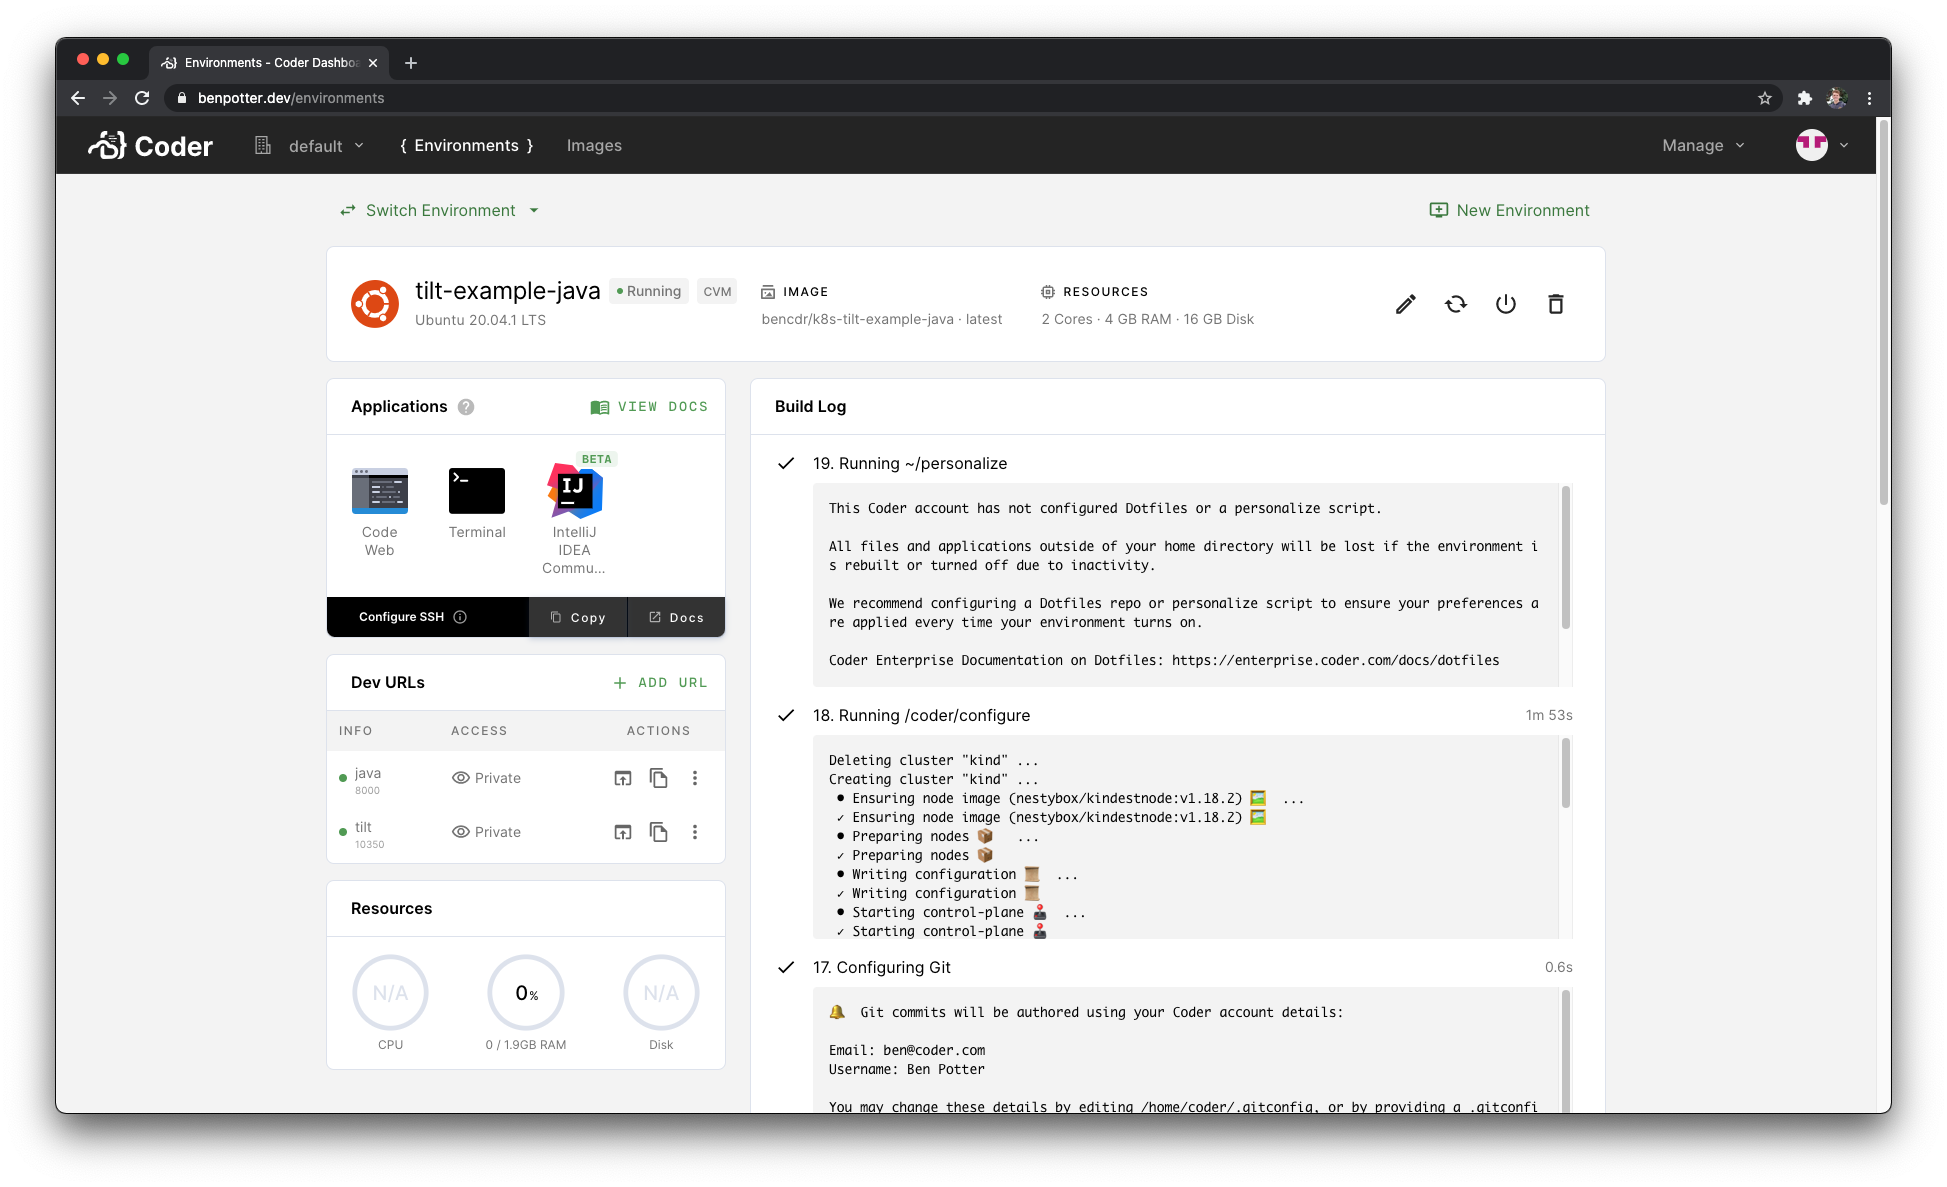 Environments - Coder Dashboa
benpotter.dev/environments
Coder
default
{ Environments }
Images
Manage
Switch Environment
New Environment
tilt-example-java
Running
CVM
Ubuntu 20.04.1 LTS
IMAGE
bencdr/k8s-tilt-example-java · latest
RESOURCES
2 Cores · 4 GB RAM · 16 GB Disk
Applications
VIEW DOCS
Code
Web
Terminal
BETA
IJ
IntelliJ
IDEA
Commu...
Configure SSH
Copy
Docs
Dev URLs
+ ADD URL
INFO ACCESS ACTIONS
java
8000
Private
tilt
10350
Private
Resources
N/A
CPU
0%
0 / 1.9GB RAM
N/A
Disk
Build Log
19. Running ~/personalize
This Coder account has not configured Dotfiles or a personalize script.
All files and applications outside of your home directory will be lost if the environment i
s rebuilt or turned off due to inactivity.
We recommend configuring a Dotfiles repo or personalize script to ensure your preferences a
re applied every time your environment turns on.
Coder Enterprise Documentation on Dotfiles: https://enterprise.coder.com/docs/dotfiles
18. Running /coder/configure
1m 53s
Deleting cluster "kind" ...
Creating cluster "kind" ...
• Ensuring node image (nestybox/kindestnode:v1.18.2) 🖼 ...
✓ Ensuring node image (nestybox/kindestnode:v1.18.2) 🖼
• Preparing nodes 📦 ...
✓ Preparing nodes 📦
• Writing configuration 📜 ...
✓ Writing configuration 📜
• Starting control-plane 🕹 ...
✓ Starting control-plane 🕹
17. Configuring Git
0.6s
🔔 Git commits will be authored using your Coder account details:
Email: ben@coder.com
Username: Ben Potter
You may change these details by editing /home/coder/.gitconfig, or by providing a .gitconfi